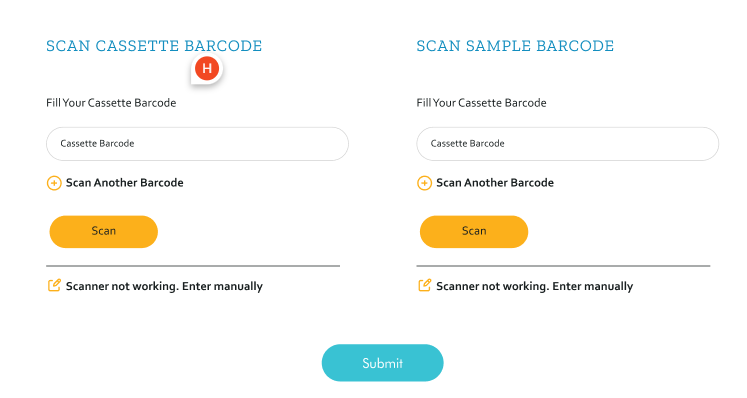 SCAN CASSETTE BARCODE
H
Fill Your Cassette Barcode
Cassette Barcode
Scan Another Barcode
Scan
Scanner not working. Enter manually
SCAN SAMPLE BARCODE
Fill Your Cassette Barcode
Cassette Barcode
Scan Another Barcode
Scan
Scanner not working. Enter manually
Submit